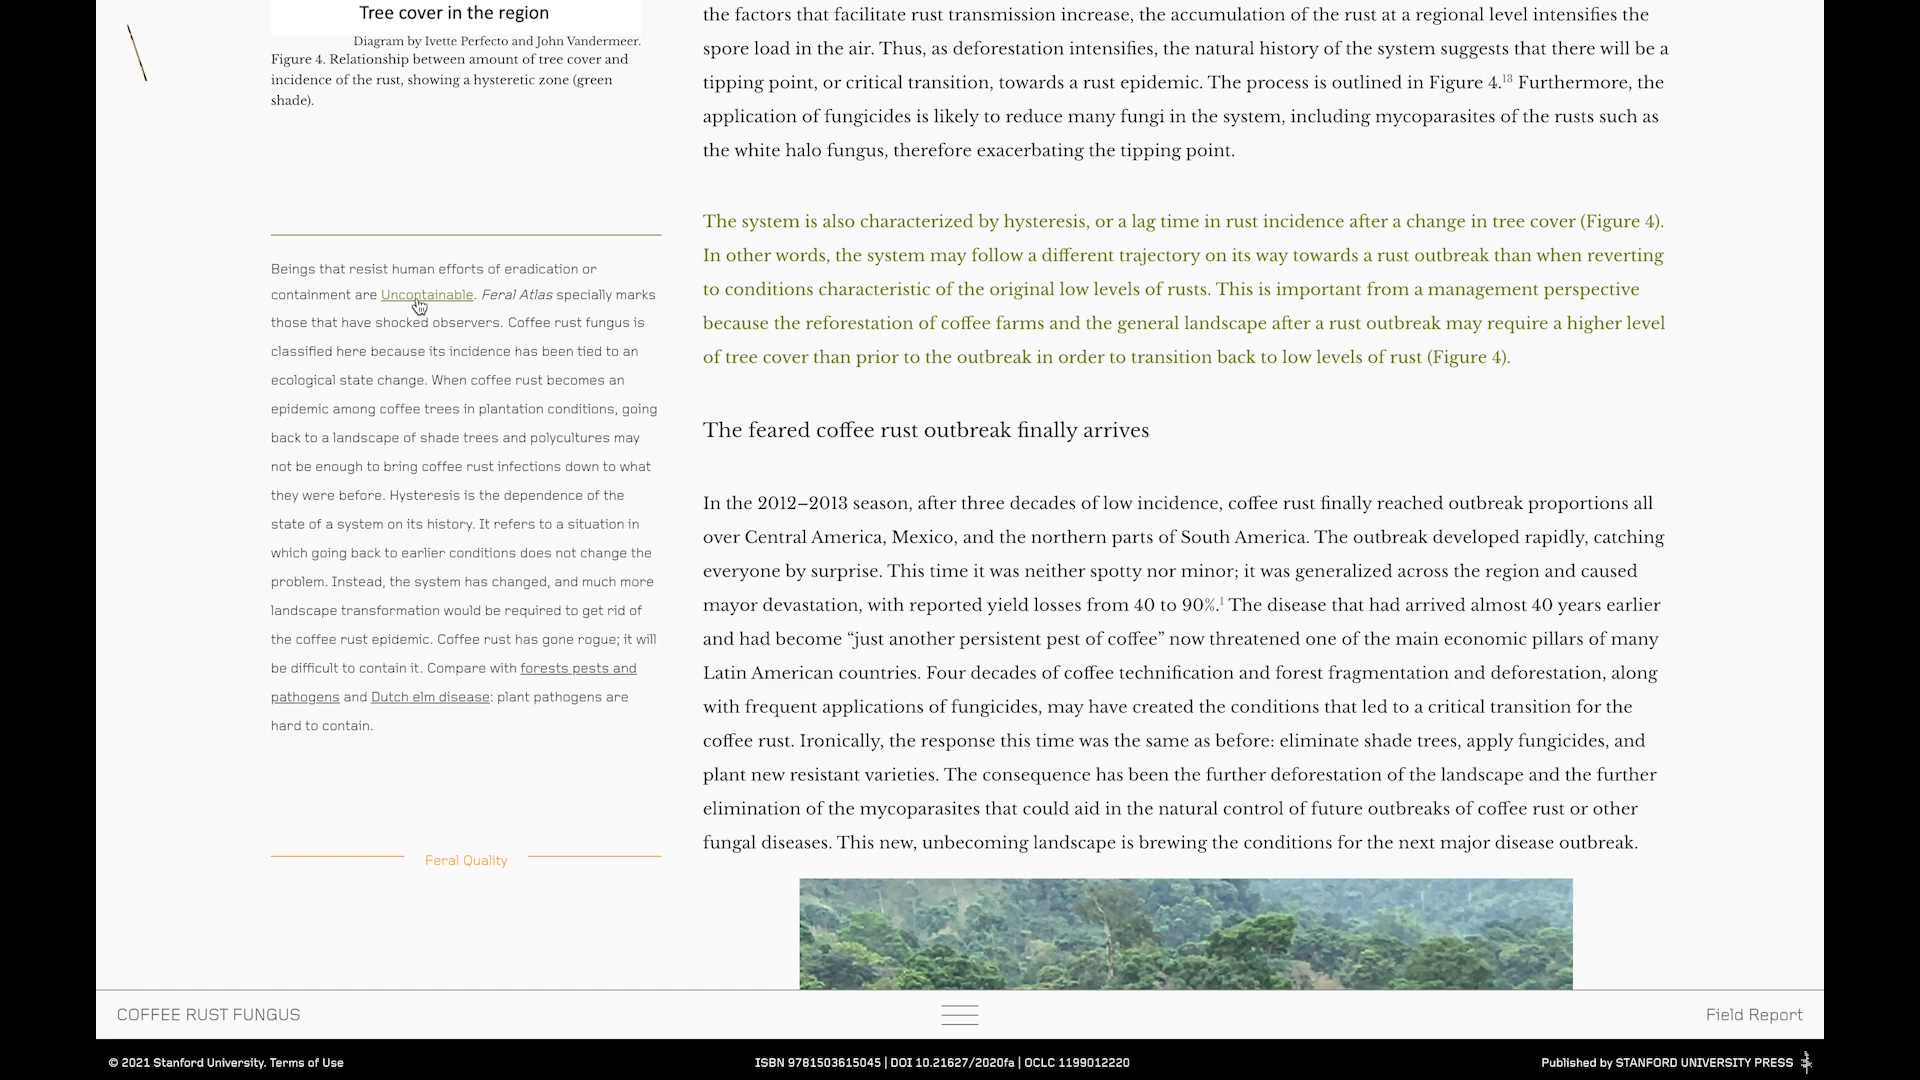 Tree cover in the region
Diagram by Ivette Perfecto and John Vandermeer.
Figure 4. Relationship between amount of tree cover and
incidence of the rust, showing a hysteretic zone (green
shade).
Beings that resist human efforts of eradication or
containment are Uncontainable. Feral Atlas specially marks
those that have shocked observers. Coffee rust fungus is
classified here because its incidence has been tied to an
ecological state change. When coffee rust becomes an
epidemic among coffee trees in plantation conditions, going
back to a landscape of shade trees and polycultures may
not be enough to bring coffee rust infections down to what
they were before. Hysteresis is the dependence of the
state of a system on its history. It refers to a situation in
which going back to earlier conditions does not change the
problem. Instead, the system has changed, and much more
landscape transformation would be required to get rid of
the coffee rust epidemic. Coffee rust has gone rogue; it will
be difficult to contain it. Compare with forests pests and
pathogens and Dutch elm disease: plant pathogens are
hard to contain.
Feral Quality
the factors that facilitate rust transmission increase, the accumulation of the rust at a regional level intensifies the
spore load in the air. Thus, as deforestation intensifies, the natural history of the system suggests that there will be a
tipping point, or critical transition, towards a rust epidemic. The process is outlined in Figure 4.13 Furthermore, the
application of fungicides is likely to reduce many fungi in the system, including mycoparasites of the rusts such as
the white halo fungus, therefore exacerbating the tipping point.
The system is also characterized by hysteresis, or a lag time in rust incidence after a change in tree cover (Figure 4).
In other words, the system may follow a different trajectory on its way towards a rust outbreak than when reverting
to conditions characteristic of the original low levels of rusts. This is important from a management perspective
because the reforestation of coffee farms and the general landscape after a rust outbreak may require a higher level
of tree cover than prior to the outbreak in order to transition back to low levels of rust (Figure 4).
The feared coffee rust outbreak finally arrives
In the 2012–2013 season, after three decades of low incidence, coffee rust finally reached outbreak proportions all
over Central America, Mexico, and the northern parts of South America. The outbreak developed rapidly, catching
everyone by surprise. This time it was neither spotty nor minor; it was generalized across the region and caused
mayor devastation, with reported yield losses from 40 to 90%.1 The disease that had arrived almost 40 years earlier
and had become “just another persistent pest of coffee” now threatened one of the main economic pillars of many
Latin American countries. Four decades of coffee technification and forest fragmentation and deforestation, along
with frequent applications of fungicides, may have created the conditions that led to a critical transition for the
coffee rust. Ironically, the response this time was the same as before: eliminate shade trees, apply fungicides, and
plant new resistant varieties. The consequence has been the further deforestation of the landscape and the further
elimination of the mycoparasites that could aid in the natural control of future outbreaks of coffee rust or other
fungal diseases. This new, unbecoming landscape is brewing the conditions for the next major disease outbreak.
COFFEE RUST FUNGUS
Field Report
© 2021 Stanford University. Terms of Use
ISBN 9781503615045 | DOI 10.21627/2020fa | OCLC 1199012220
Published by STANFORD UNIVERSITY PRESS